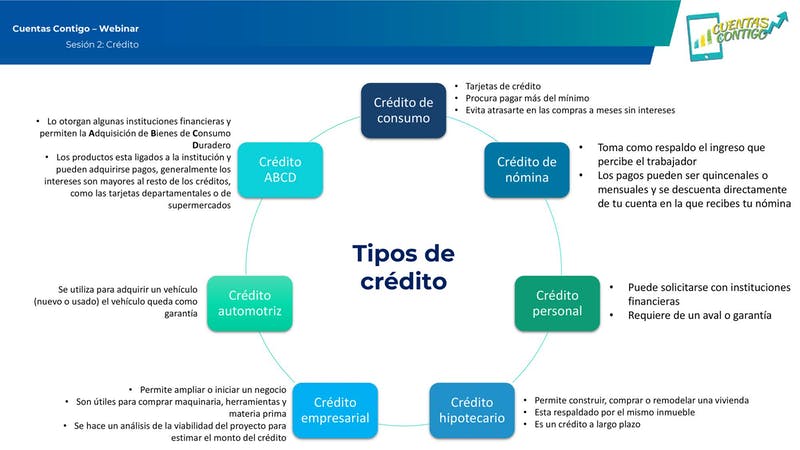 Cuentas Contigo – Webinar
Sesión 2: Crédito
CUENTAS
CONTIGO
Crédito de
consumo
• Tarjetas de crédito
• Procura pagar más del mínimo
• Evita atrasarte en las compras a meses sin intereses
• Lo otorgan algunas instituciones financieras y
permiten la Adquisición de Bienes de Consumo
Duradero
• Los productos esta ligados a la institución y
pueden adquirirse pagos, generalmente los
intereses son mayores al resto de los créditos,
como las tarjetas departamentales o de
supermercados
Crédito
ABCD
Crédito de
nómina
• Toma como respaldo el ingreso que
percibe el trabajador
• Los pagos pueden ser quincenales o
mensuales y se descuenta directamente
de tu cuenta en la que recibes tu nómina
Tipos de
crédito
Se utiliza para adquirir un vehículo
(nuevo o usado) el vehículo queda como
garantía
Crédito
automotriz
Crédito
personal
• Puede solicitarse con instituciones
financieras
• Requiere de un aval o garantía
• Permite ampliar o iniciar un negocio
• Son útiles para comprar maquinaria, herramientas y
materia prima
• Se hace un análisis de la viabilidad del proyecto para
estimar el monto del crédito
Crédito
empresarial
Crédito
hipotecario
• Permite construir, comprar o remodelar una vivienda
• Esta respaldado por el mismo inmueble
• Es un crédito a largo plazo